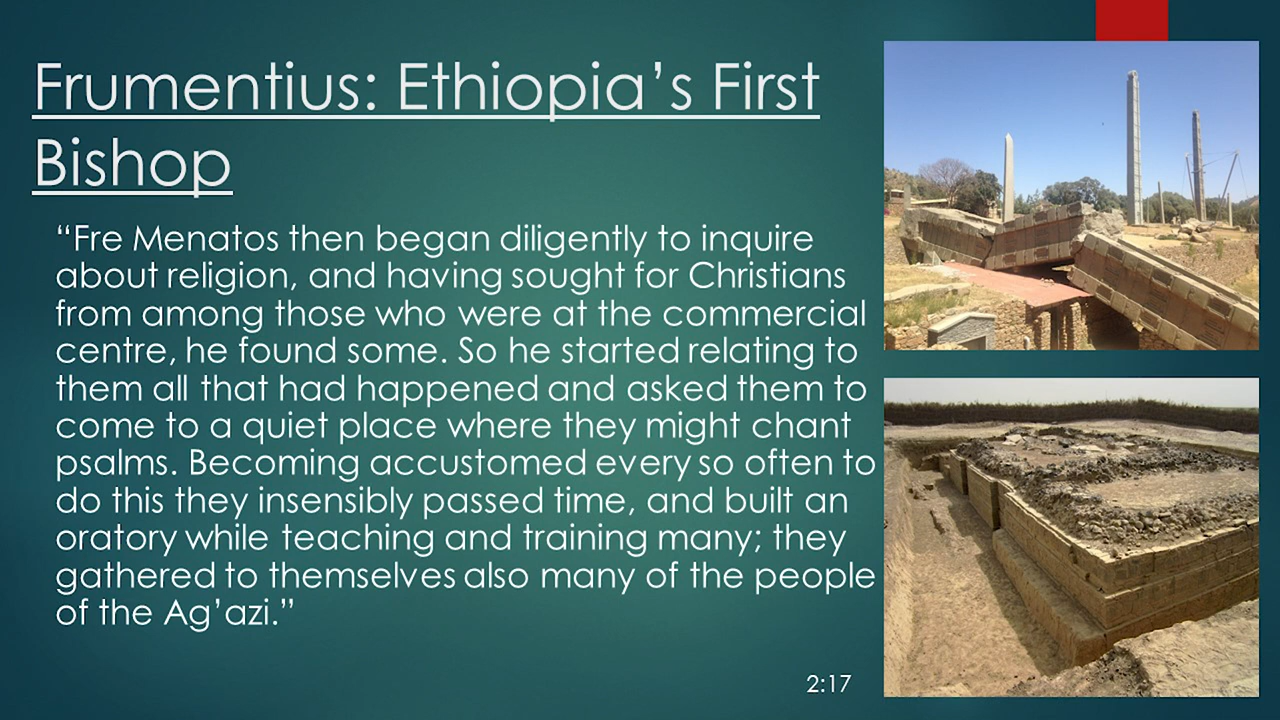 Frumentius: Ethiopia’s First
Bishop
“Fre Menatos then began diligently to inquire
about religion, and having sought for Christians
from among those who were at the commercial
centre, he found some. So he started relating to
them all that had happened and asked them to
come to a quiet place where they might chant
psalms. Becoming accustomed every so often to
do this they insensibly passed time, and built an
oratory while teaching and training many; they
gathered to themselves also many of the people
of the Ag’azi.”
2:17